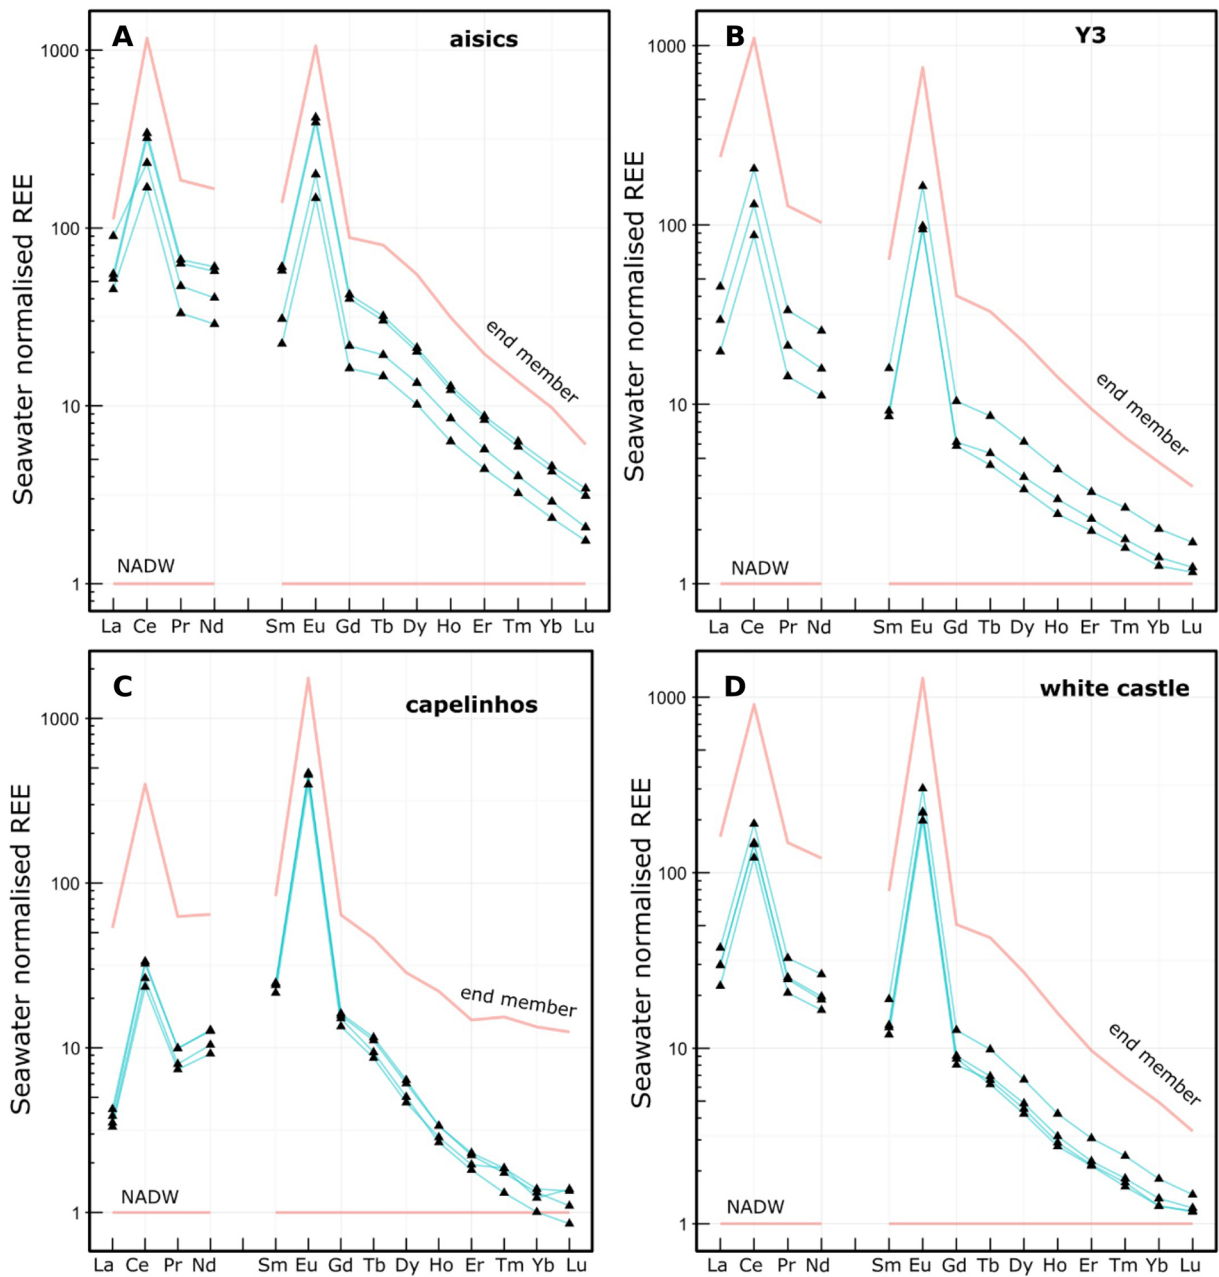 A
aisics
Seawater normalised REE
1000
100
10
1
end member
NADW
La Ce Pr Nd Sm Eu Gd Tb Dy Ho Er Tm Yb Lu
B
Y3
Seawater normalised REE
1000
100
10
1
end member
NADW
La Ce Pr Nd Sm Eu Gd Tb Dy Ho Er Tm Yb Lu
C
capelinhos
Seawater normalised REE
1000
100
10
1
end member
NADW
La Ce Pr Nd Sm Eu Gd Tb Dy Ho Er Tm Yb Lu
D
white castle
Seawater normalised REE
1000
100
10
1
end member
NADW
La Ce Pr Nd Sm Eu Gd Tb Dy Ho Er Tm Yb Lu